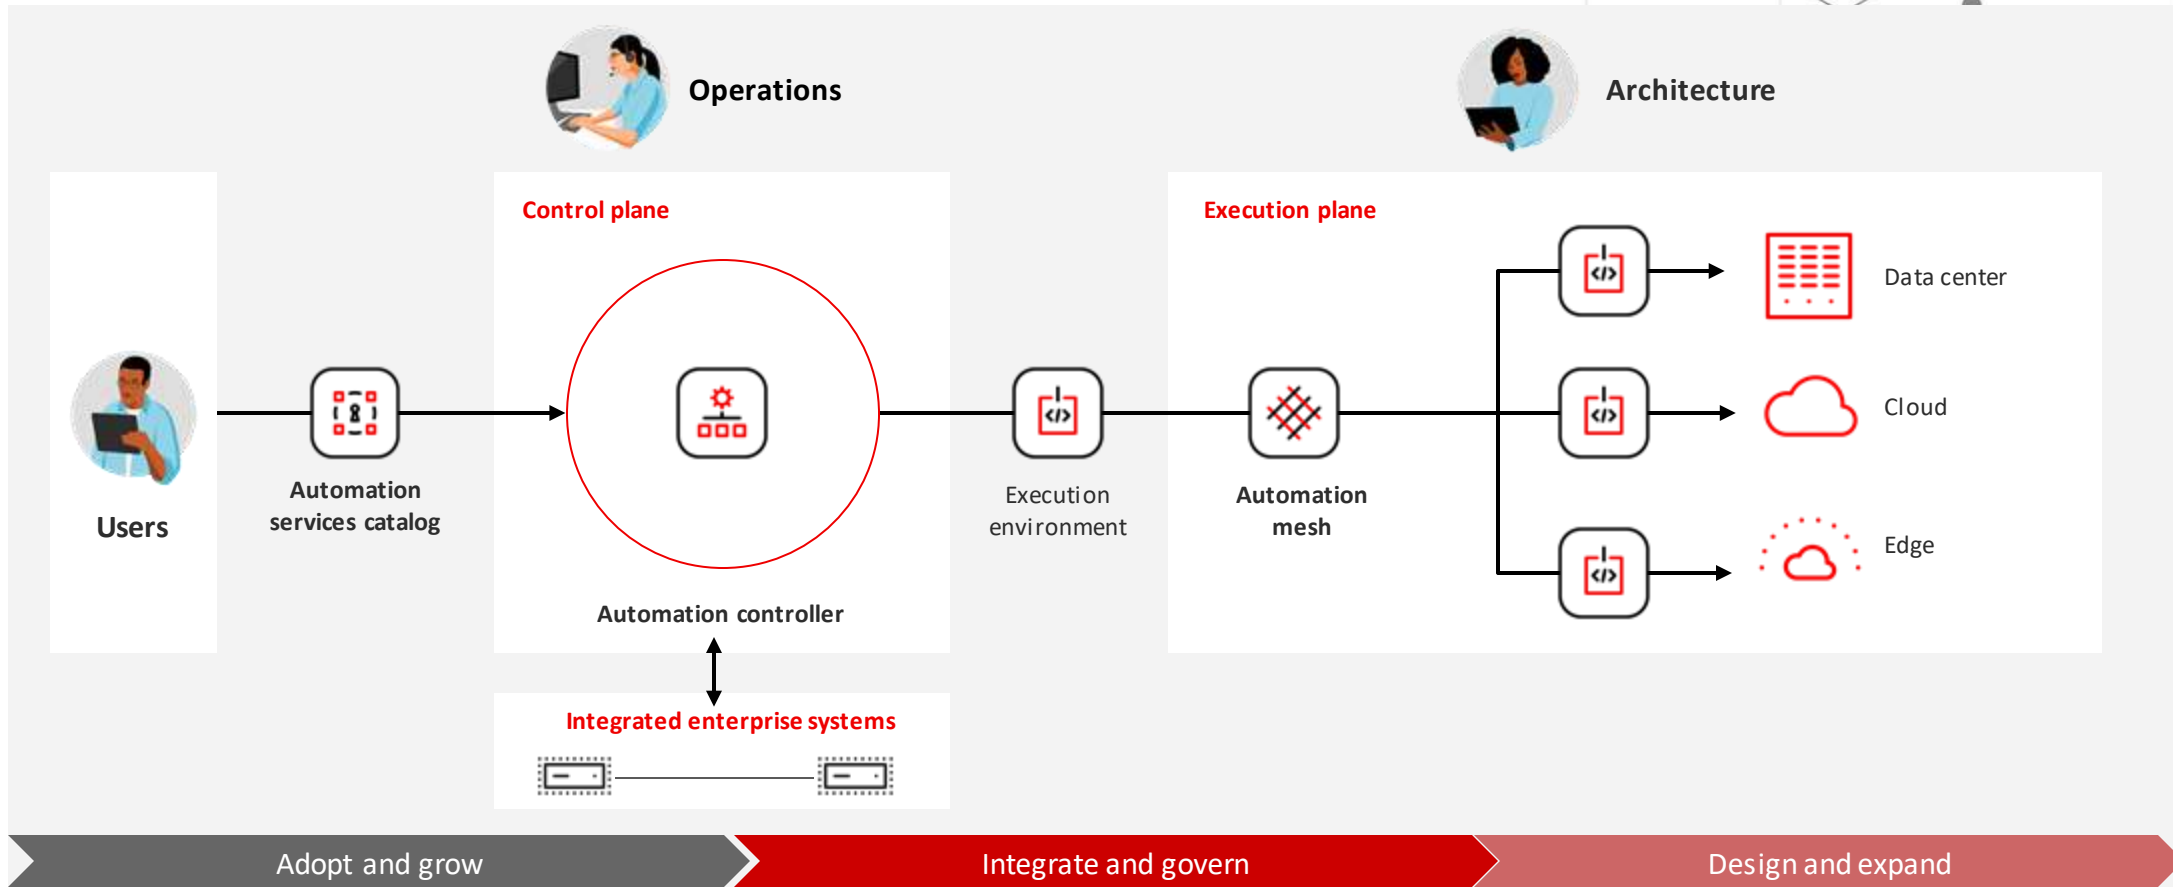 Operations
Architecture
Control plane
Execution plane
Data center
Cloud
Automation
services catalog
Users
Execution
environment
Automation
mesh
Edge
Automation controller
Integrated enterprise systems
Adopt and grow
Integrate and govern
Design and expand